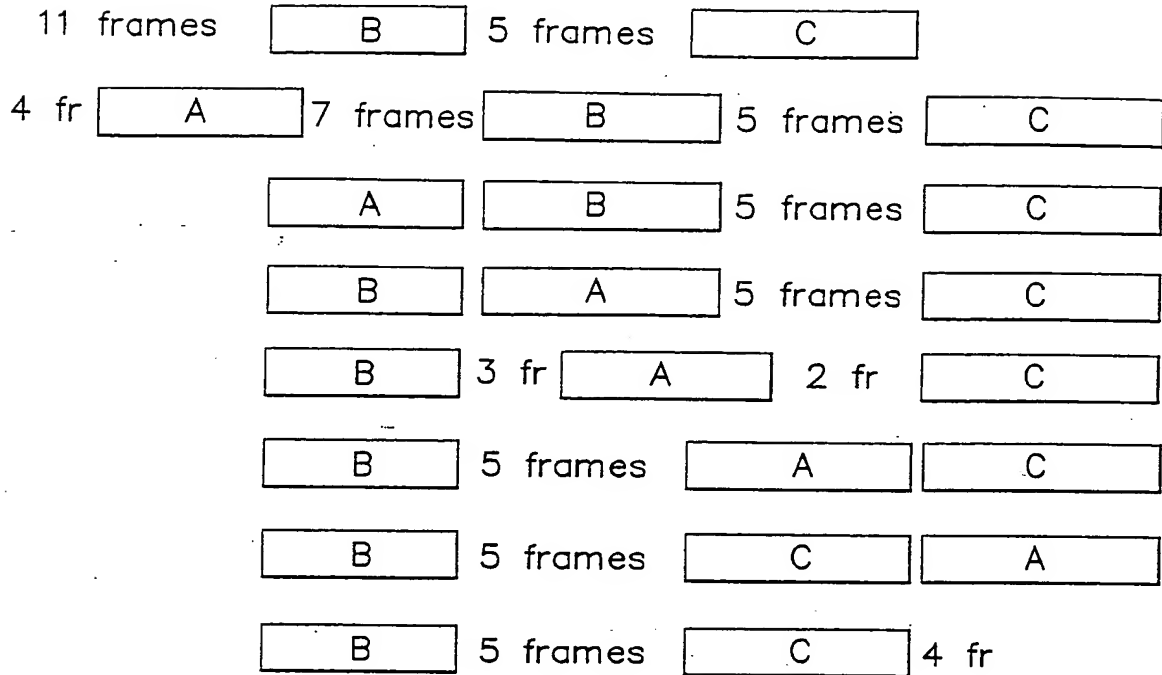 11 frames B 5 frames C
4 fr A 7 frames B 5 frames C
A B 5 frames C
B A 5 frames C
B 3 fr A 2 fr C
B 5 frames A C
B 5 frames C A
B 5 frames C 4 fr